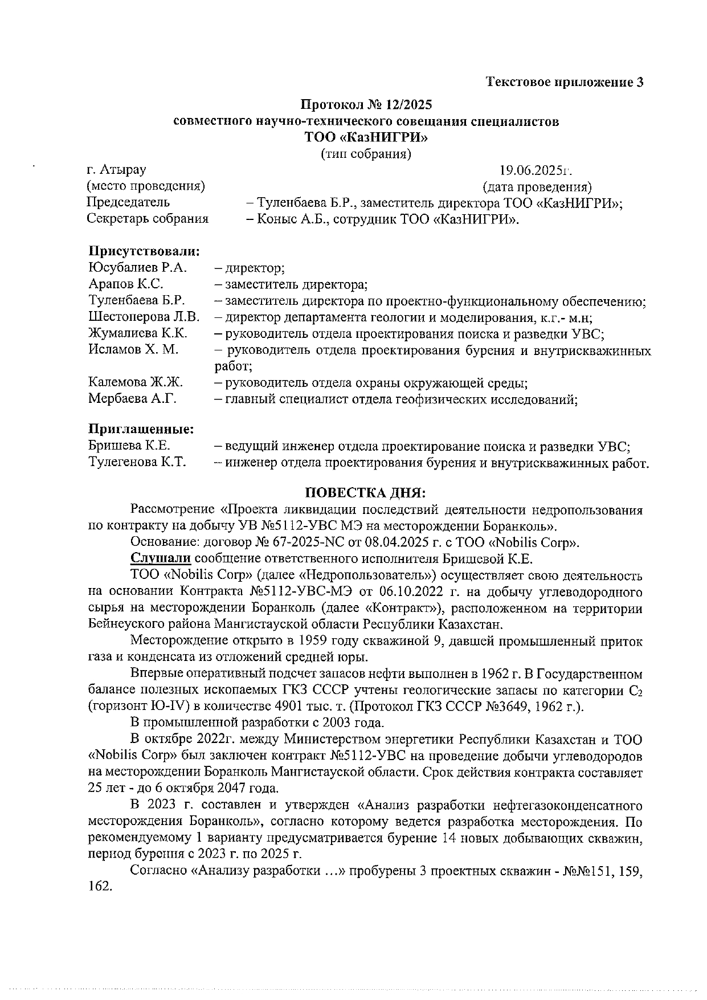 Текстовое приложение 3
Протокол № 12/2025
совместного научно-технического совещания специалистов
ТОО «КазНИГРИ»
(тип собрания)
г. Атырау 19.06.2025г.
(место проведения) (дата проведения)
Председатель – Туленбаева Б.Р., заместитель директора ТОО «КазНИГРИ»;
Секретарь собрания – Коныс А.Б., сотрудник ТОО «КазНИГРИ».
Присутствовали:
Юсубалиев Р.А. – директор;
Арапов К.С. – заместитель директора;
Туленбаева Б.Р. – заместитель директора по проектно-функциональному обеспечению;
Шестоперова Л.В. – директор департамента геологии и моделирования, к.г.- м.н;
Жумалиева К.К. – руководитель отдела проектирования поиска и разведки УВС;
Исламов Х. М. – руководитель отдела проектирования бурения и внутрискважинных
работ;
Калемова Ж.Ж. – руководитель отдела охраны окружающей среды;
Мербаева А.Г. – главный специалист отдела геофизических исследований;
Приглашенные:
Бришева К.Е. – ведущий инженер отдела проектирование поиска и разведки УВС;
Тулегенова К.Т. – инженер отдела проектирования бурения и внутрискважинных работ.
ПОВЕСТКА ДНЯ:
Рассмотрение «Проекта ликвидации последствий деятельности недропользования
по контракту на добычу УВ №5112-УВС МЭ на месторождении Боранколь».
Основание: договор № 67-2025-NC от 08.04.2025 г. с ТОО «Nobilis Corp».
Слушали сообщение ответственного исполнителя Бришевой К.Е.
ТОО «Nobilis Corp» (далее «Недропользователь») осуществляет свою деятельность
на основании Контракта №5112-УВС-МЭ от 06.10.2022 г. на добычу углеводородного
сырья на месторождении Боранколь (далее «Контракт»), расположенном на территории
Бейнеуского района Мангистауской области Республики Казахстан.
Месторождение открыто в 1959 году скважиной 9, давшей промышленный приток
газа и конденсата из отложений средней юры.
Впервые оперативный подсчет запасов нефти выполнен в 1962 г. В Государственном
балансе полезных ископаемых ГКЗ СССР учтены геологические запасы по категории С₂
(горизонт Ю-IV) в количестве 4901 тыс. т. (Протокол ГКЗ СССР №3649, 1962 г.).
В промышленной разработки с 2003 года.
В октябре 2022г. между Министерством энергетики Республики Казахстан и ТОО
«Nobilis Corp» был заключен контракт №5112-УВС на проведение добычи углеводородов
на месторождении Боранколь Мангистауской области. Срок действия контракта составляет
25 лет - до 6 октября 2047 года.
В 2023 г. составлен и утвержден «Анализ разработки нефтегазоконденсатного
месторождения Боранколь», согласно которому ведется разработка месторождения. По
рекомендуемому 1 варианту предусматривается бурение 14 новых добывающих скважин,
период бурения с 2023 г. по 2025 г.
Согласно «Анализу разработки …» пробурены 3 проектных скважин - №№151, 159,
162.